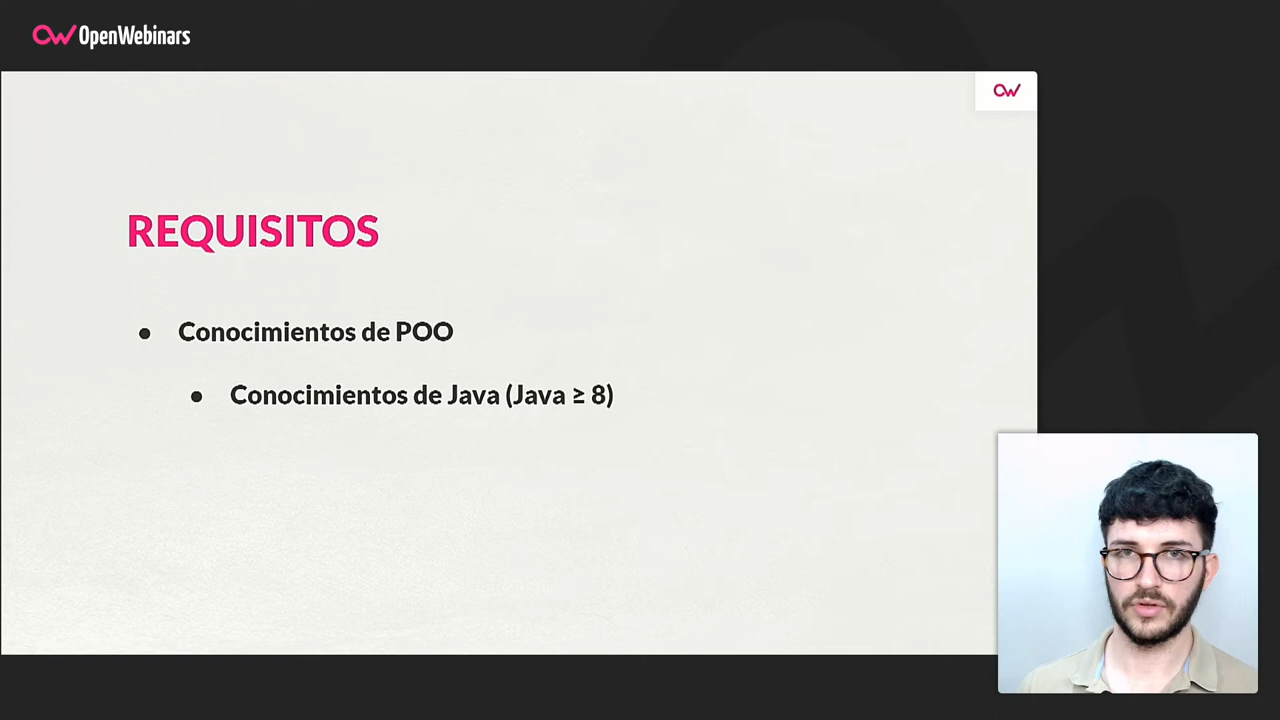 OpenWebinars
REQUISITOS
● Conocimientos de POO
● Conocimientos de Java (Java ≥ 8)